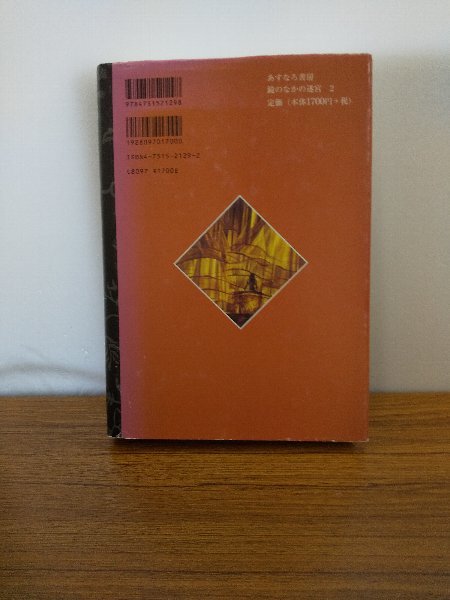 9784751521298
1928097017000
ISBN4-7515-2129-2
C8097 ¥1700E
あすなろ書房
鏡のなかの迷宮　2
定価（本体1700円＋税）